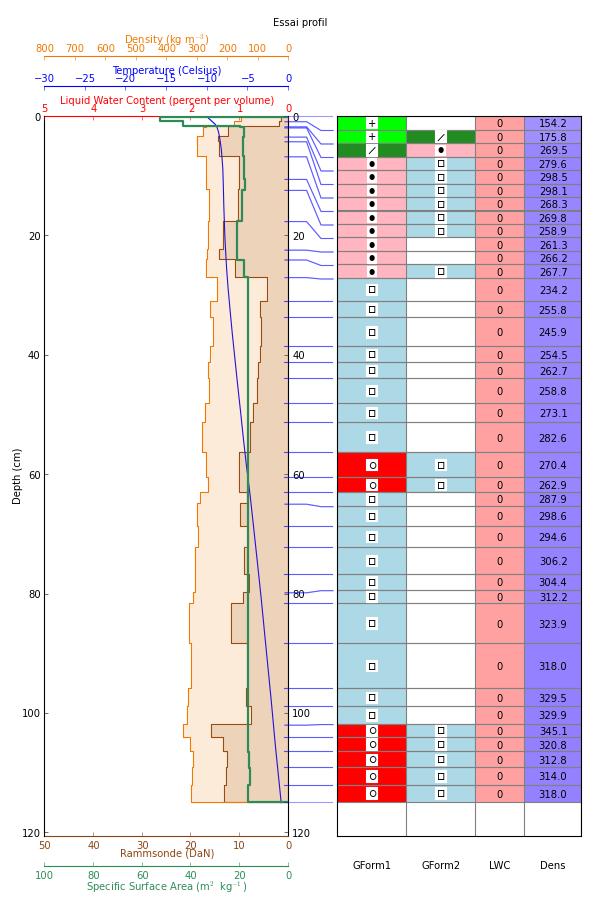 Essai profil
Density (kg m⁻³)
800 700 600 500 400 300 200 100 0
Temperature (Celsius)
−30 −25 −20 −15 −10 −5 0
Liquid Water Content (percent per volume)
5 4 3 2 1 0
0 0 0 154.2
0 175.8
0 269.5
0 279.6
0 298.5
0 298.1
0 268.3
0 269.8
20 20 0 258.9
0 261.3
0 266.2
0 267.7
0 234.2
0 255.8
0 245.9
40 40 0 254.5
0 262.7
0 258.8
0 273.1
0 282.6
Depth (cm)
60 60 0 270.4
0 262.9
0 287.9
0 298.6
0 294.6
0 306.2
0 304.4
80 80 0 312.2
0 323.9
0 318.0
0 329.5
100 100 0 329.9
0 345.1
0 320.8
0 312.8
0 314.0
0 318.0
120 120
50 40 30 20 10 0
Rammsonde (DaN)
GForm1 GForm2 LWC Dens
100 80 60 40 20 0
Specific Surface Area (m² kg⁻¹)